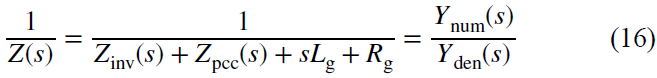 1/Z(s) = 1/(Z_inv(s) + Z_pcc(s) + sL_g + R_g) = Y_num(s)/Y_den(s) (16)